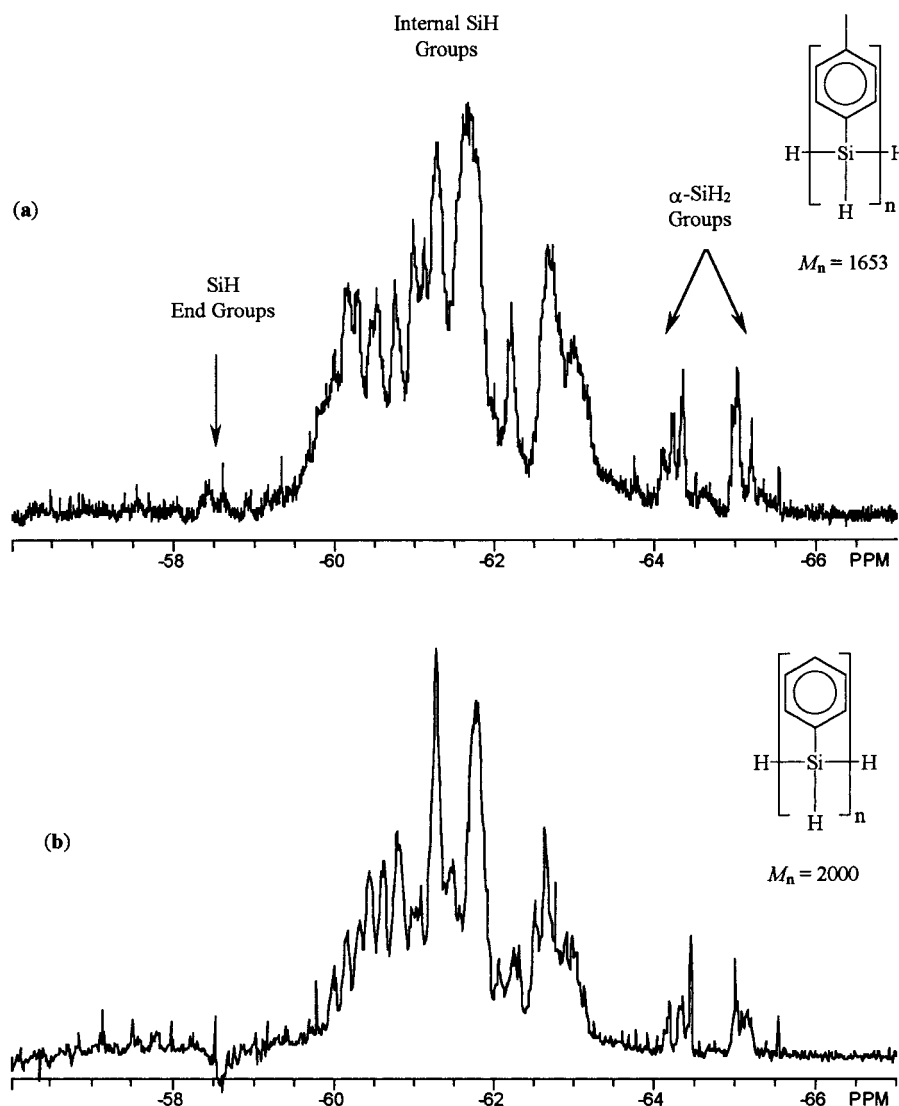 Internal SiH
Groups
H Si H
H n
(a)
α-SiH₂
Groups
Mₙ = 1653
SiH
End Groups
-58 -60 -62 -64 -66 PPM
H Si H
H n
(b)
Mₙ = 2000
-58 -60 -62 -64 -66 PPM